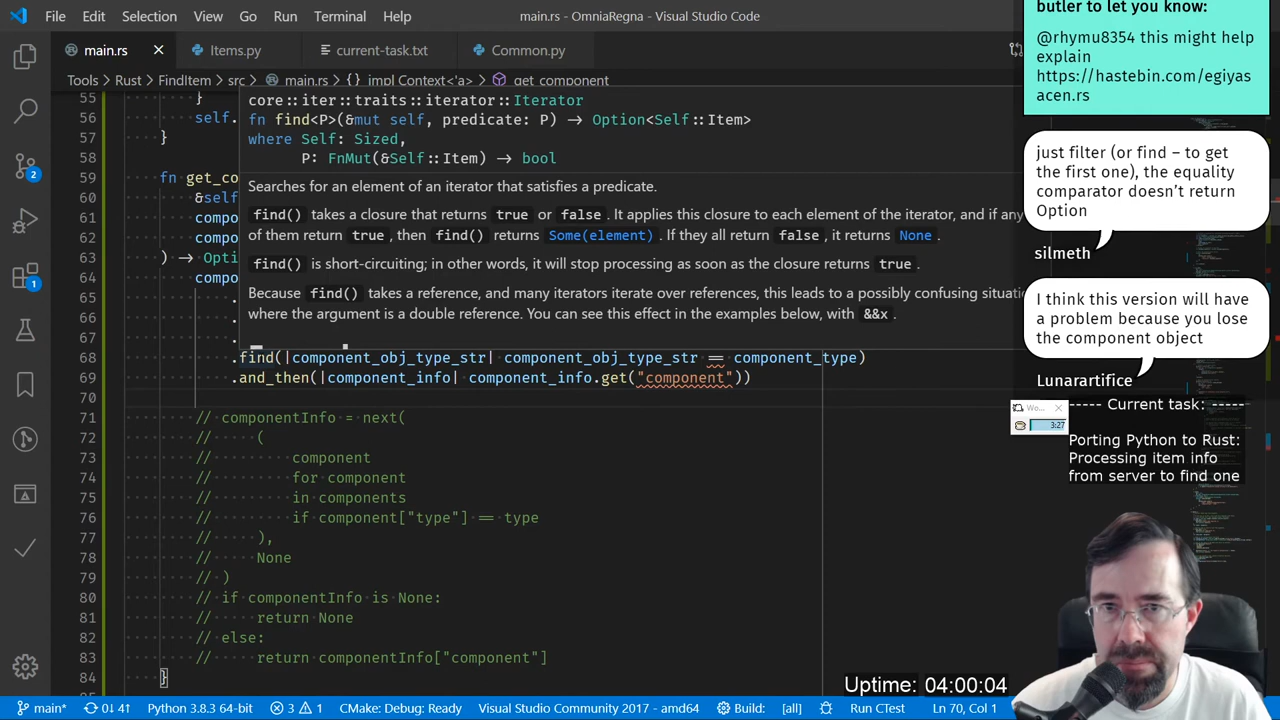 File Edit Selection View Go Run Terminal Help
main.rs - OmniaRegna - Visual Studio Code
main.rs Items.py current-task.txt Common.py
Tools > Rust > FindItem > src > main.rs > {} impl Context<'a> > get_component
55 }
56 self.
57 }
58
59 fn get_co
60 &self
61 compo
62 compo
63 ) → Opti
64 compo
65 .
66 .
67 .
core::iter::traits::iterator::Iterator
fn find<P>(&mut self, predicate: P) → Option<Self::Item>
where Self: Sized,
P: FnMut(&Self::Item) → bool
Searches for an element of an iterator that satisfies a predicate.
find() takes a closure that returns true or false. It applies this closure to each element of the iterator, and if any
of them return true, then find() returns Some(element). If they all return false, it returns None.
find() is short-circuiting; in other words, it will stop processing as soon as the closure returns true.
Because find() takes a reference, and many iterators iterate over references, this leads to a possibly confusing situati
where the argument is a double reference. You can see this effect in the examples below, with &&x.
68 .find(|component_obj_type_str| component_obj_type_str == component_type)
69 .and_then(|component_info| component_info.get("component"))
70
71 // componentInfo = next(
72 // (
73 // component
74 // for component
75 // in components
76 // if component["type"] == type
77 // ),
78 // None
79 // )
80 // if componentInfo is None:
81 // return None
82 // else:
83 // return componentInfo["component"]
84 }
butler to let you know:
@rhymu8354 this might help
explain
https://hastebin.com/egiyas
acen.rs
just filter (or find – to get
the first one), the equality
comparator doesn't return
Option
silmeth
I think this version will have
a problem because you lose
the component object
Lunarartifice
Wo...
3:27
----- Current task: -----
Porting Python to Rust:
Processing item info
from server to find one
Uptime: 04:00:04
2
1
main* 0↓ 4↑ Python 3.8.3 64-bit 3 1 CMake: Debug: Ready Visual Studio Community 2017 - amd64 Build: [all] Run CTest Ln 70, Col 1